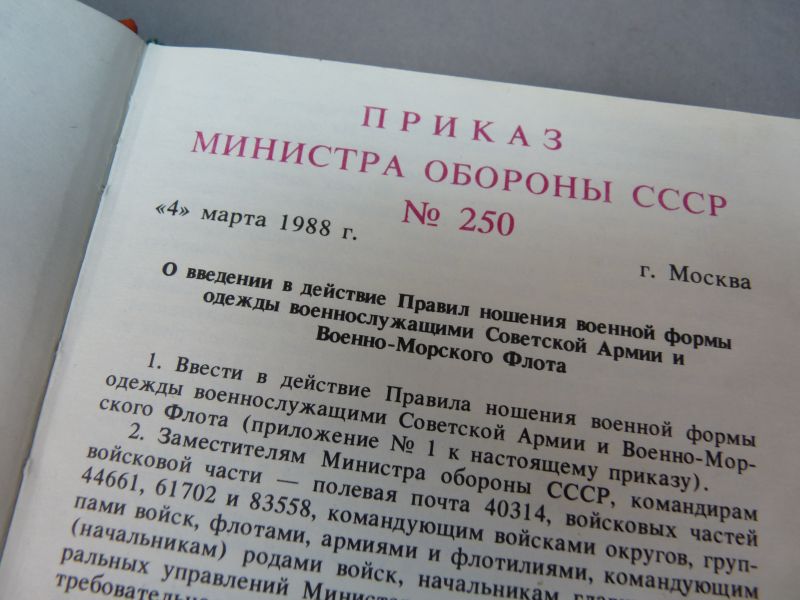 ПРИКАЗ
МИНИСТРА ОБОРОНЫ СССР
№ 250
«4» марта 1988 г.
г. Москва
О введении в действие Правил ношения военной формы
одежды военнослужащими Советской Армии и
Военно-Морского Флота
1. Ввести в действие Правила ношения военной формы
одежды военнослужащими Советской Армии и Военно-Мор-
ского Флота (приложение № 1 к настоящему приказу).
2. Заместителям Министра обороны СССР, командирам
войсковой части — полевая почта 40314, войсковых частей
44661, 61702 и 83558, командующим войсками округов, груп-
пами войск, флотами, армиями и флотилиями, командующим
(начальникам) родами войск, начальникам
ральных управлений